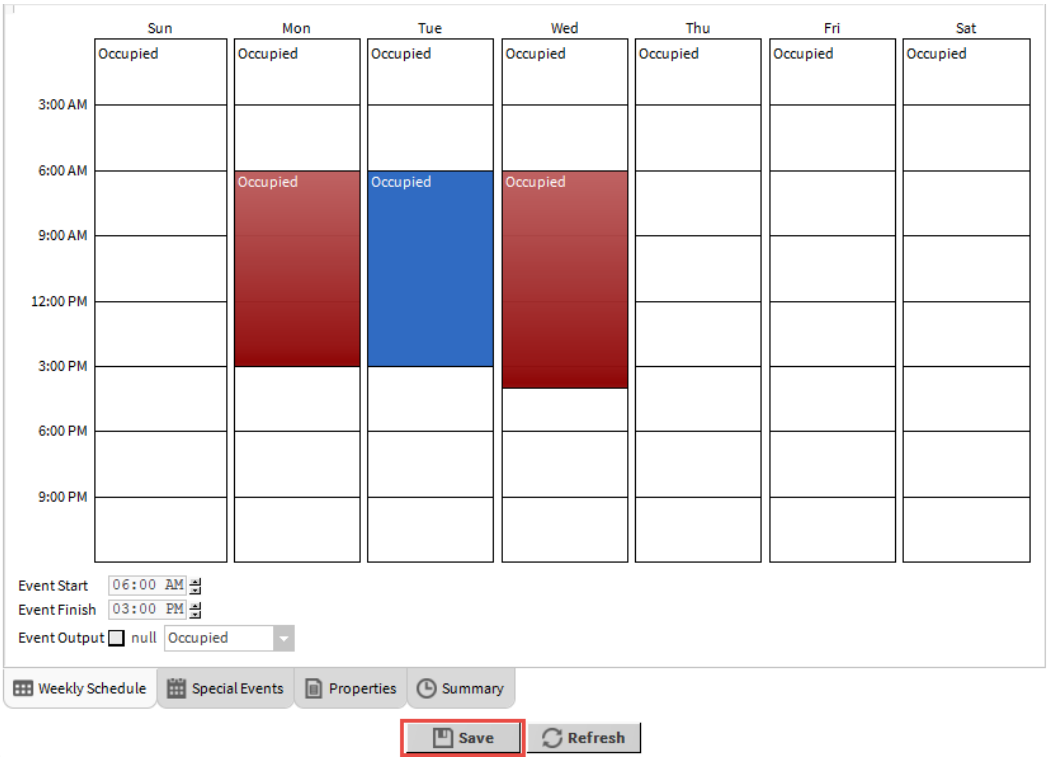 Sun Mon Tue Wed Thu Fri Sat
Occupied Occupied Occupied Occupied Occupied Occupied Occupied
3:00 AM
6:00 AM
Occupied Occupied Occupied
9:00 AM
12:00 PM
3:00 PM
6:00 PM
9:00 PM
Event Start 06:00 AM
Event Finish 03:00 PM
Event Output null Occupied
Weekly Schedule Special Events Properties Summary
Save Refresh